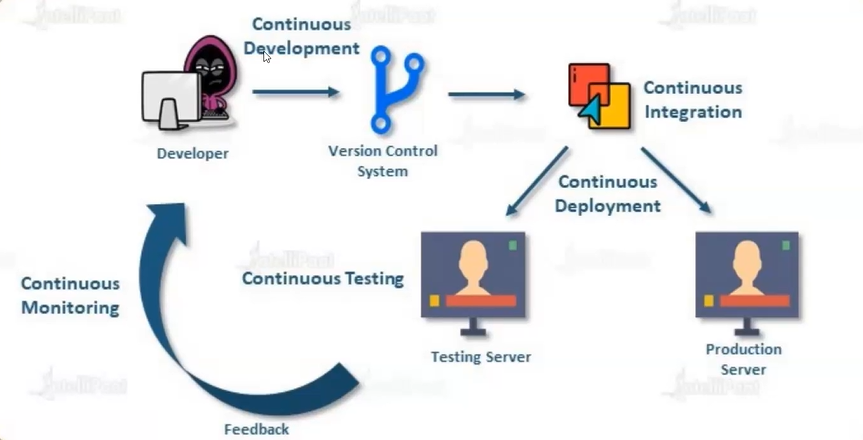 Continuous
Development
Developer
Version Control
System
Continuous
Integration
Continuous
Deployment
Continuous
Monitoring
Continuous Testing
Testing Server
Production
Server
Feedback